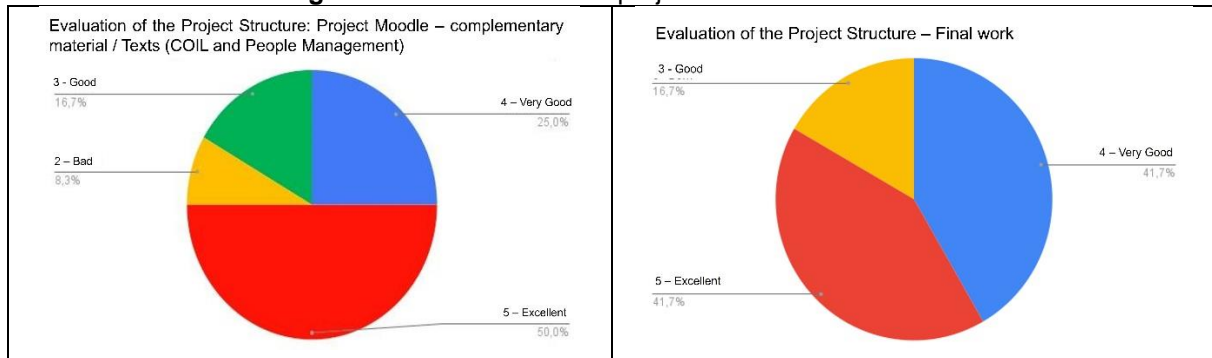 Evaluation of the Project Structure: Project Moodle – complementary
material / Texts (COIL and People Management)
3 - Good
16,7%
4 – Very Good
25,0%
2 – Bad
8,3%
5 – Excellent
50,0%
Evaluation of the Project Structure – Final work
3 - Good
16,7%
4 – Very Good
41,7%
5 – Excellent
41,7%